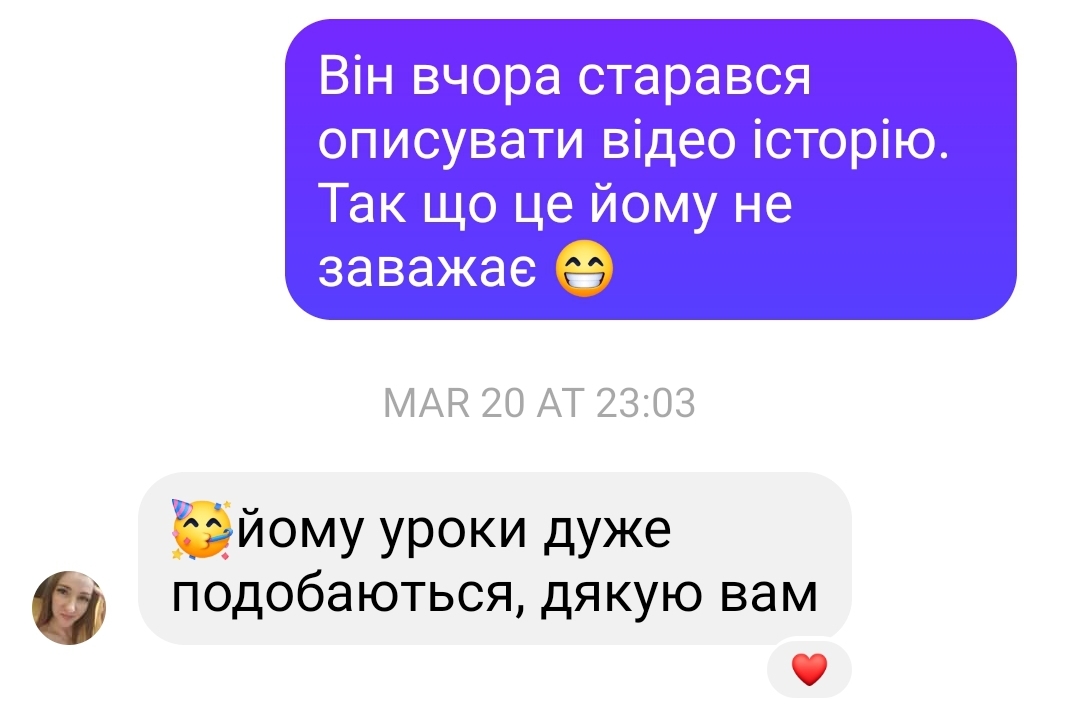 Він вчора старався
описувати відео історію.
Так що це йому не
заважає 😁
MAR 20 AT 23:03
🥳йому уроки дуже
подобаються, дякую вам
❤️